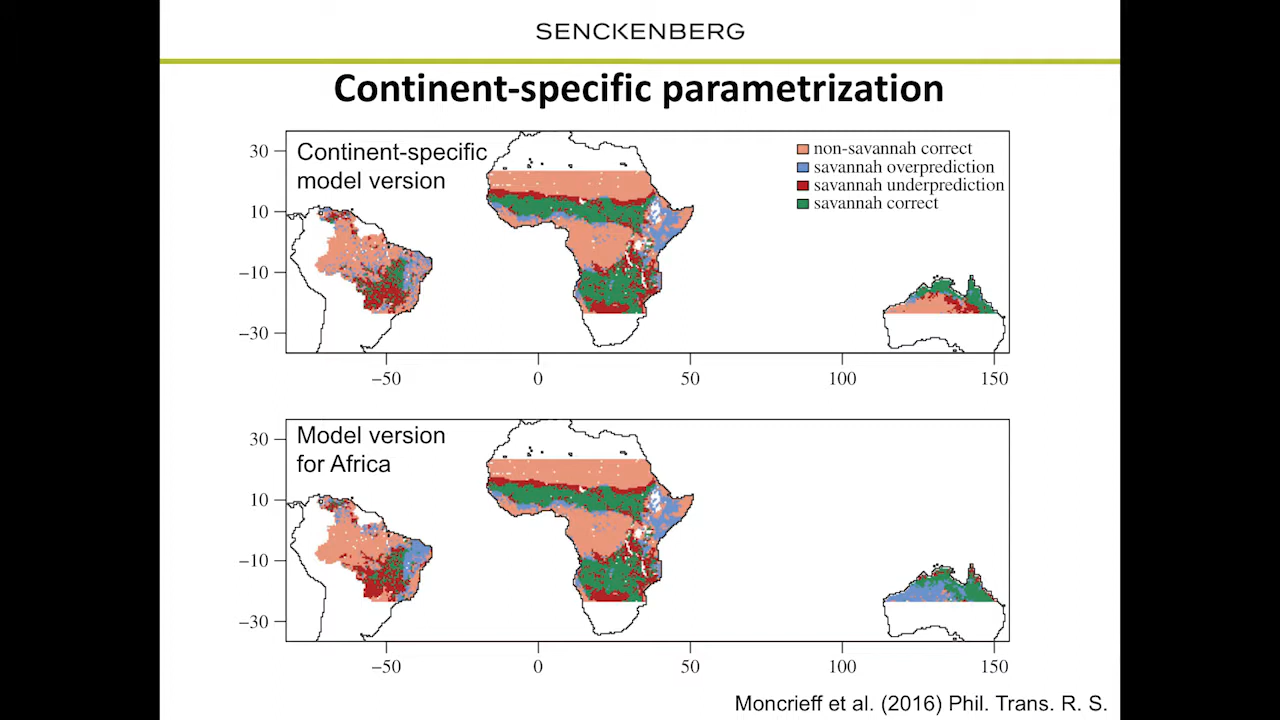 SENCKENBERG
Continent-specific parametrization
Continent-specific
model version
non-savannah correct
savannah overprediction
savannah underprediction
savannah correct
30
10
−10
−30
−50
0
50
100
150
Model version
for Africa
30
10
−10
−30
−50
0
50
100
150
Moncrieff et al. (2016) Phil. Trans. R. S.